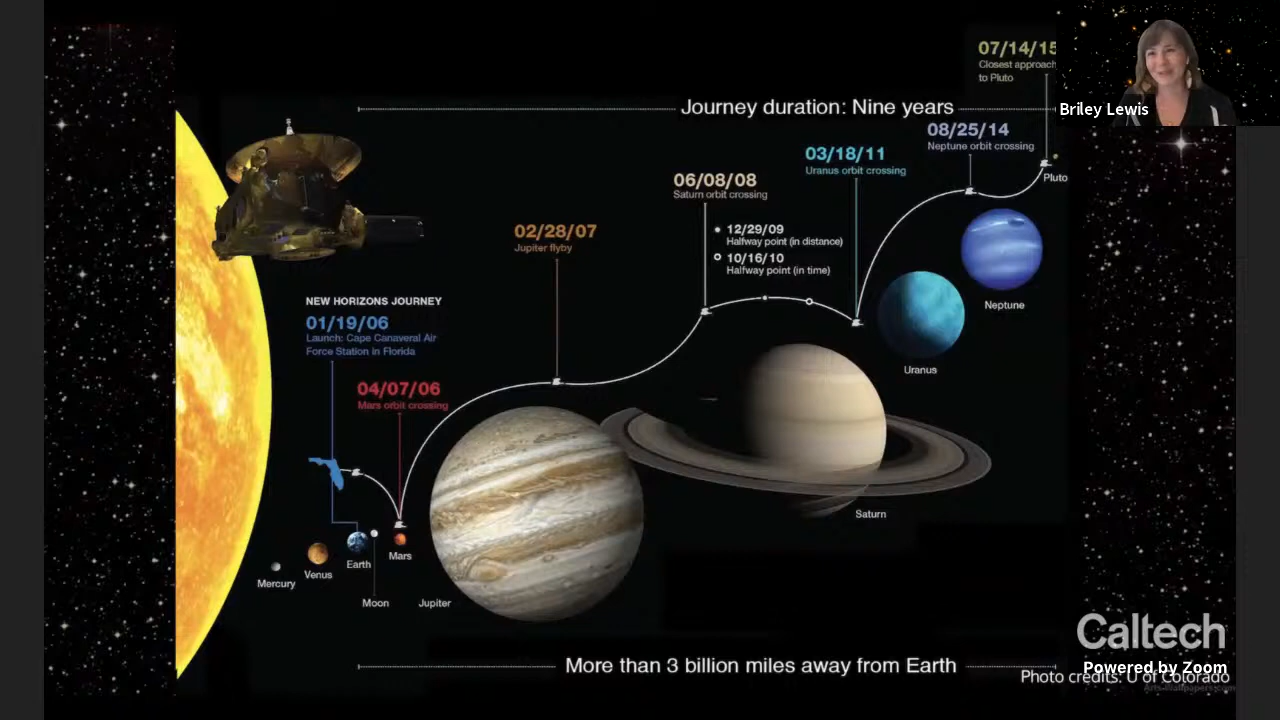 07/14/15
Closest approach
to Pluto
Briley Lewis
Journey duration: Nine years
08/25/14
Neptune orbit crossing
03/18/11
Uranus orbit crossing
Pluto
06/08/08
Saturn orbit crossing
12/29/09
Halfway point (in distance)
10/16/10
Halfway point (in time)
02/28/07
Jupiter flyby
NEW HORIZONS JOURNEY
01/19/06
Launch: Cape Canaveral Air
Force Station in Florida
04/07/06
Mars orbit crossing
Neptune
Uranus
Saturn
Mercury
Venus
Earth
Mars
Moon
Jupiter
More than 3 billion miles away from Earth
Caltech
Powered by Zoom
Photo credits: U of Colorado